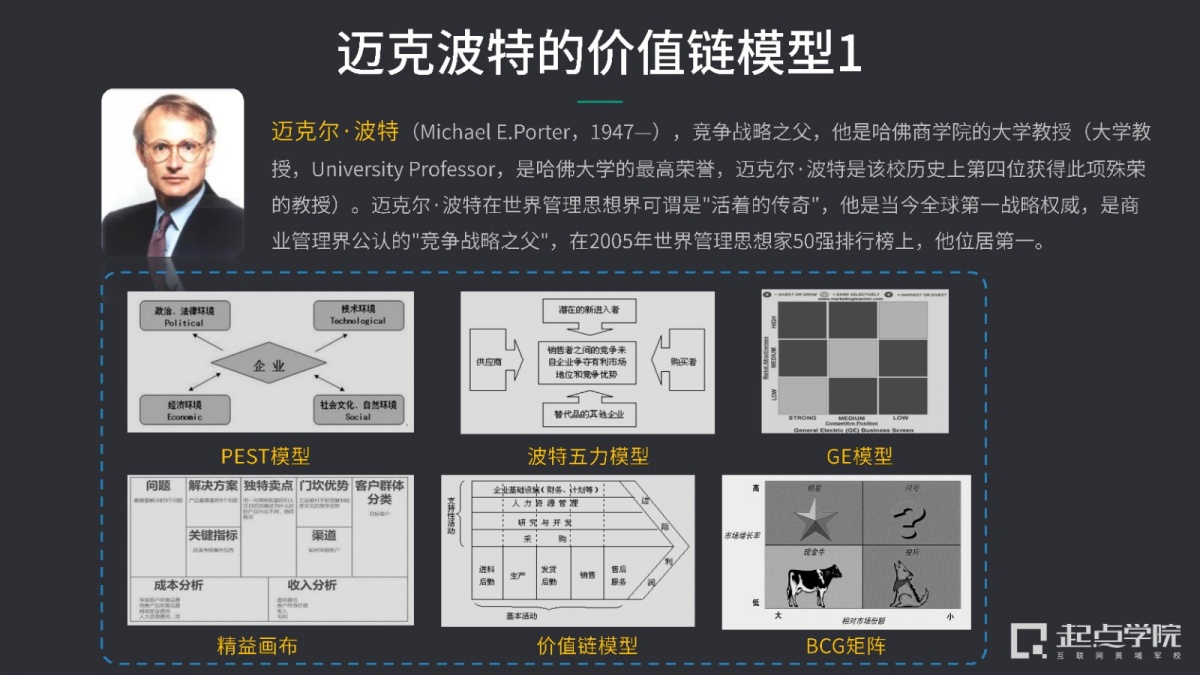 迈克波特的价值链模型1
迈克尔·波特（Michael E.Porter，1947—），竞争战略之父，他是哈佛商学院的大学教授（大学教
授，University Professor，是哈佛大学的最高荣誉，迈克尔·波特是该校历史上第四位获得此项殊荣
的教授）。迈克尔·波特在世界管理思想界可谓是"活着的传奇"，他是当今全球第一战略权威，是商
业管理界公认的"竞争战略之父"，在2005年世界管理思想家50强排行榜上，他位居第一。
政治、法律环境
Political
技术环境
Technological
企 业
经济环境
Economic
社会文化、自然环境
Social
PEST模型
潜在的新进入者
供应商
销售者之间的竞争来
自企业争夺有利市场
地位和竞争优势
购买者
替代品的其他企业
波特五力模型
HIGH
MEDIUM
LOW
STRONG MEDIUM LOW
Competitive Position
General Electric (GE) Business Screen
GE模型
问题
解决方案
独特卖点
门坎优势
客户群体
分类
关键指标
渠道
成本分析
收入分析
精益画布
支持性活动
企业基础设施（财务、计划等）
人 力 资 源 管 理
研 究 与 开 发
采 购
进料
后勤
生产
发货
后勤
销售
售后
服务
边
际
利
润
基本活动
价值链模型
高
明星
问号
市场增长率
现金牛
瘦狗
低
大
小
相对市场份额
BCG矩阵
起点学院
互联网黄埔军校